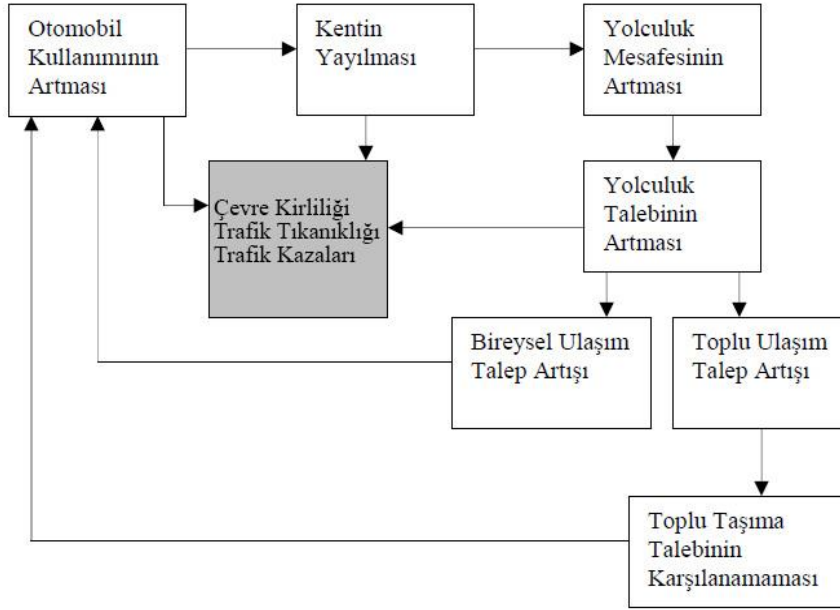 Otomobil
Kullanımının
Artması
Kentin
Yayılması
Yolculuk
Mesafesinin
Artması
Çevre Kirliliği
Trafik Tıkanıklığı
Trafik Kazaları
Yolculuk
Talebinin
Artması
Bireysel Ulaşım
Talep Artışı
Toplu Ulaşım
Talep Artışı
Toplu Taşıma
Talebinin
Karşılanamaması